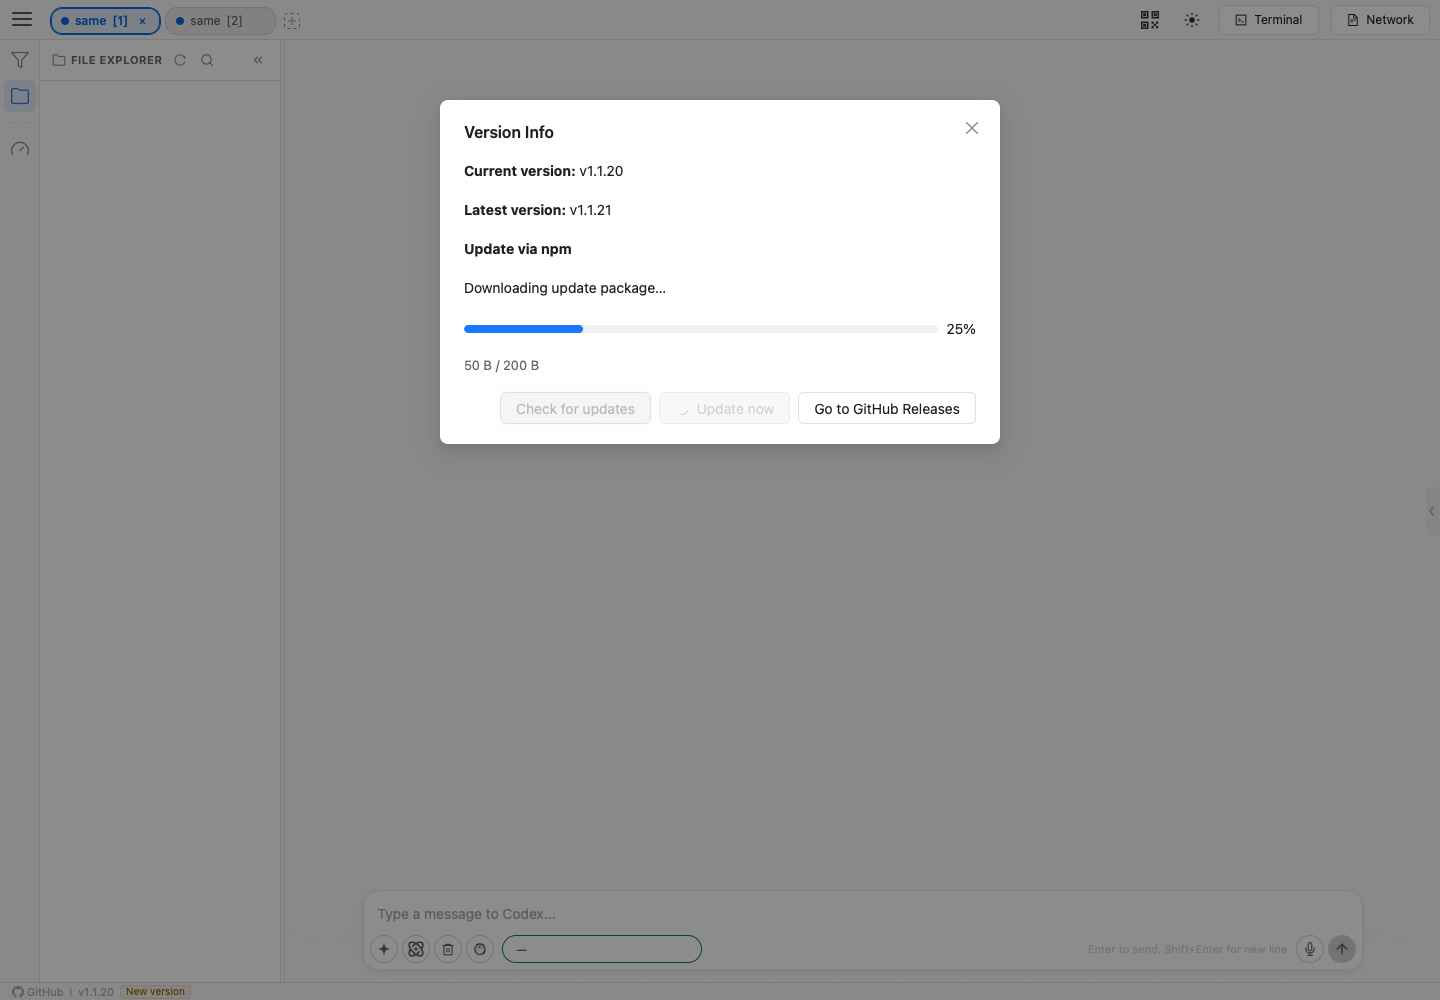 same [1] ×
same [2]
Terminal
Network
FILE EXPLORER
Version Info
Current version: v1.1.20
Latest version: v1.1.21
Update via npm
Downloading update package...
25%
50 B / 200 B
Check for updates
Update now
Go to GitHub Releases
Type a message to Codex...
—
Enter to send, Shift+Enter for new line
GitHub | v1.1.20 New version